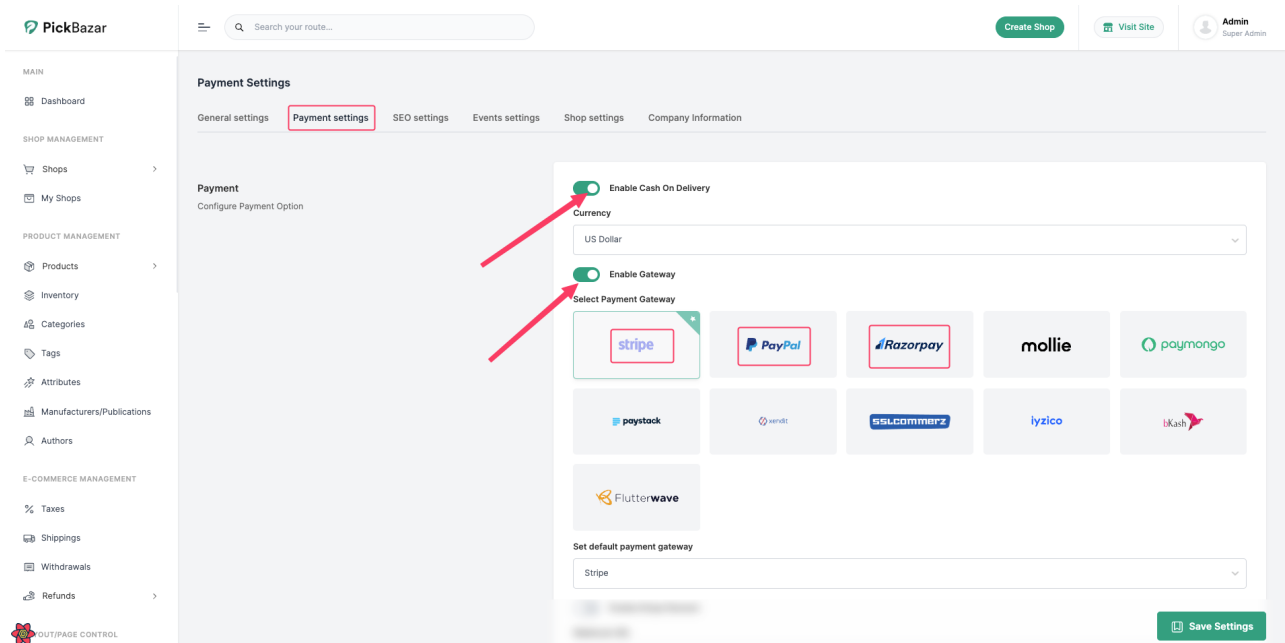 PickBazar
Search your route...
Create Shop
Visit Site
Admin
Super Admin
MAIN
Dashboard
SHOP MANAGEMENT
Shops
My Shops
PRODUCT MANAGEMENT
Products
Inventory
Categories
Tags
Attributes
Manufacturers/Publications
Authors
E-COMMERCE MANAGEMENT
Taxes
Shippings
Withdrawals
Refunds
OUT/PAGE CONTROL
Payment Settings
General settings Payment settings SEO settings Events settings Shop settings Company Information
Payment
Configure Payment Option
Enable Cash On Delivery
Currency
US Dollar
Enable Gateway
Select Payment Gateway
stripe PayPal Razorpay mollie paymongo
paystack xendit SSLCOMMERZ iyzico bKash
Flutterwave
Set default payment gateway
Stripe
Save Settings